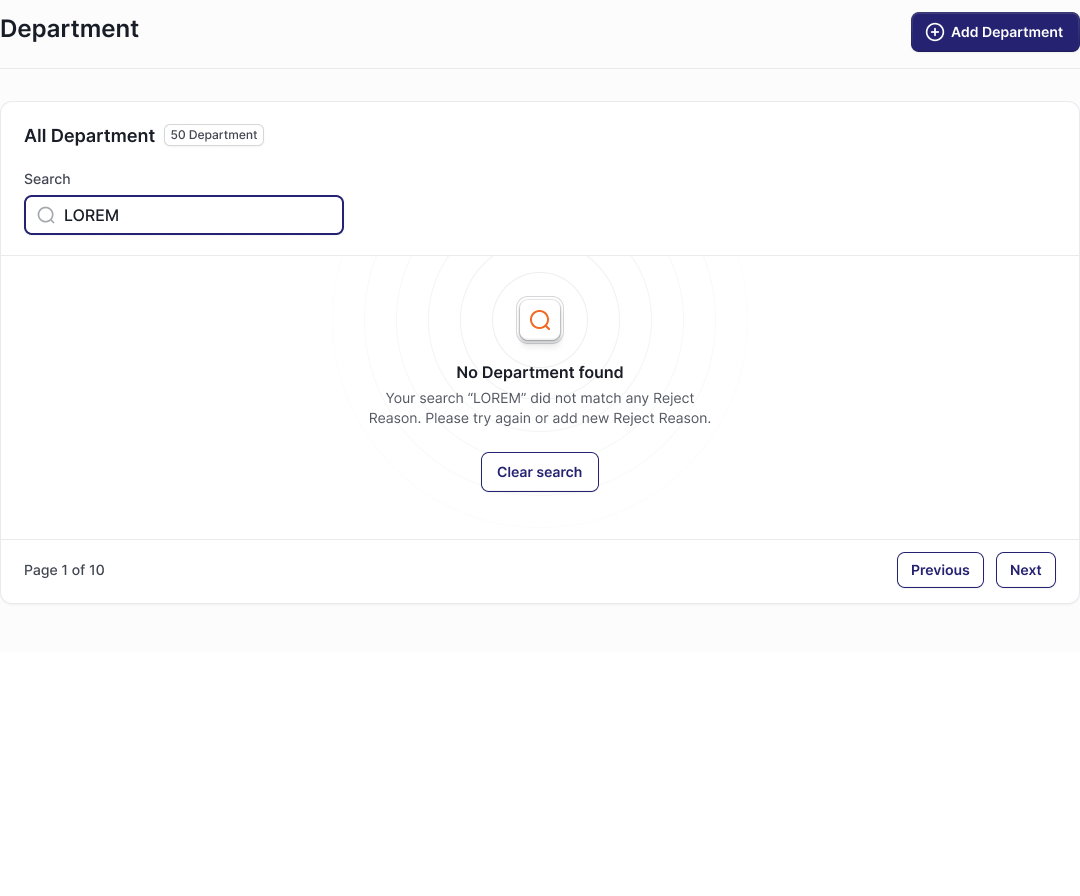 Department
Add Department
All Department
50 Department
Search
LOREM
No Department found
Your search “LOREM” did not match any Reject
Reason. Please try again or add new Reject Reason.
Clear search
Page 1 of 10
Previous
Next